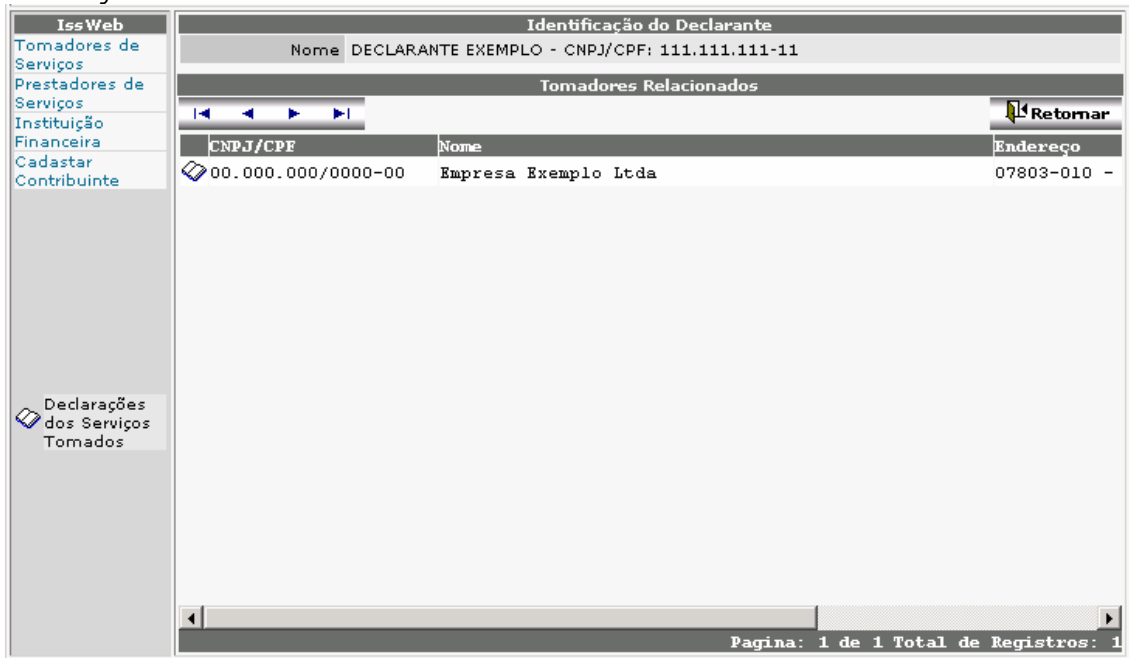 IssWeb
Tomadores de
Serviços
Prestadores de
Serviços
Instituição
Financeira
Cadastar
Contribuinte
Declarações
dos Serviços
Tomados
Identificação do Declarante
Nome DECLARANTE EXEMPLO - CNPJ/CPF: 111.111.111-11
Tomadores Relacionados
Retornar
CNPJ/CPF Nome Endereço
00.000.000/0000-00 Empresa Exemplo Ltda 07803-010 -
Pagina: 1 de 1 Total de Registros: 1